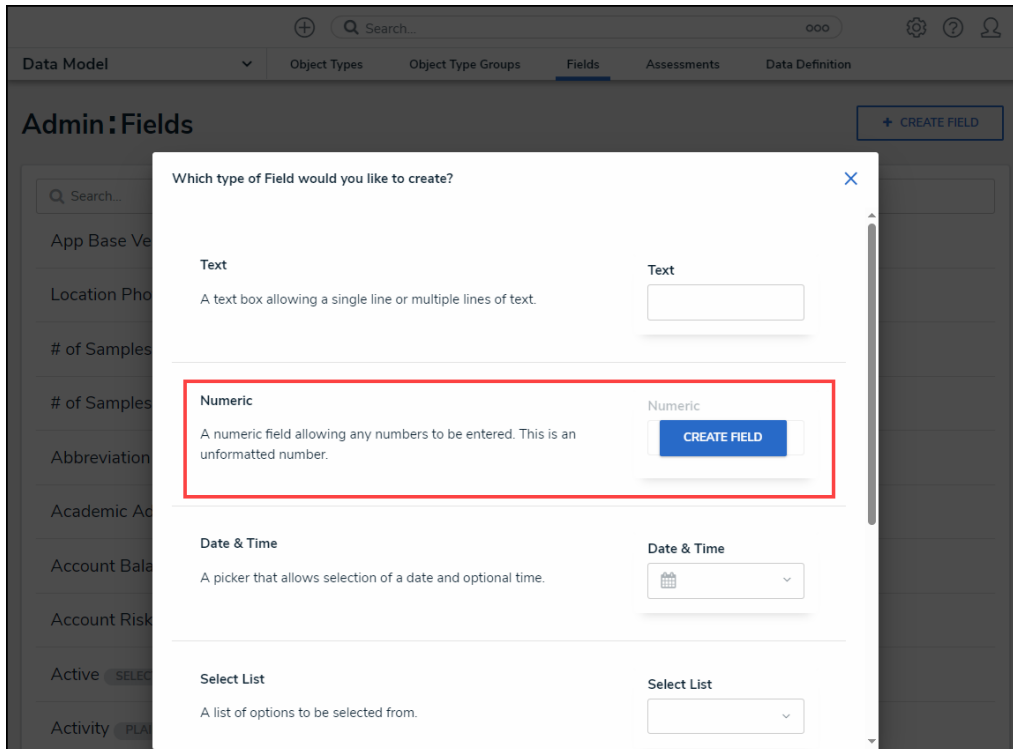 Search...
ooo
Data Model
Object Types
Object Type Groups
Fields
Assessments
Data Definition
Admin:Fields
+ CREATE FIELD
Search...
Which type of Field would you like to create?
App Base Ve
Location Pho
# of Samples
# of Samples
Abbreviation
Academic Ad
Account Bala
Account Risk
Active SELEC
Activity PLAI
Text
A text box allowing a single line or multiple lines of text.
Text
Numeric
A numeric field allowing any numbers to be entered. This is an
unformatted number.
Numeric
CREATE FIELD
Date & Time
A picker that allows selection of a date and optional time.
Date & Time
Select List
A list of options to be selected from.
Select List